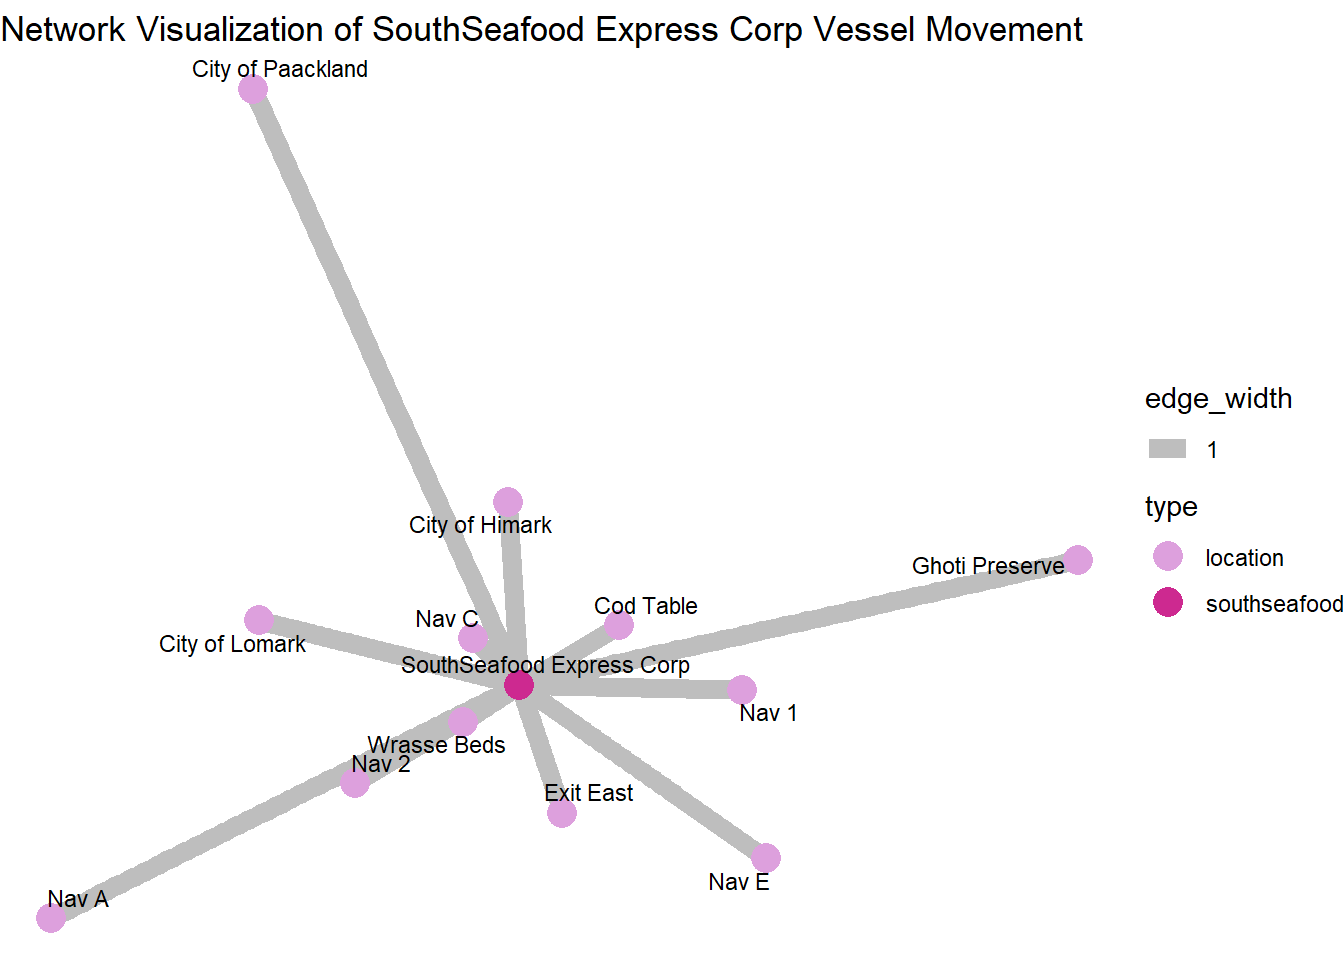 Network Visualization of SouthSeafood Express Corp Vessel Movement
City of Paackland
edge_width
1
type
location
southseafood
City of Himark
Ghoti Preserve
Cod Table
Nav C
City of Lomark
SouthSeafood Express Corp
Nav 1
Wrasse Beds
Nav 2
Exit East
Nav E
Nav A